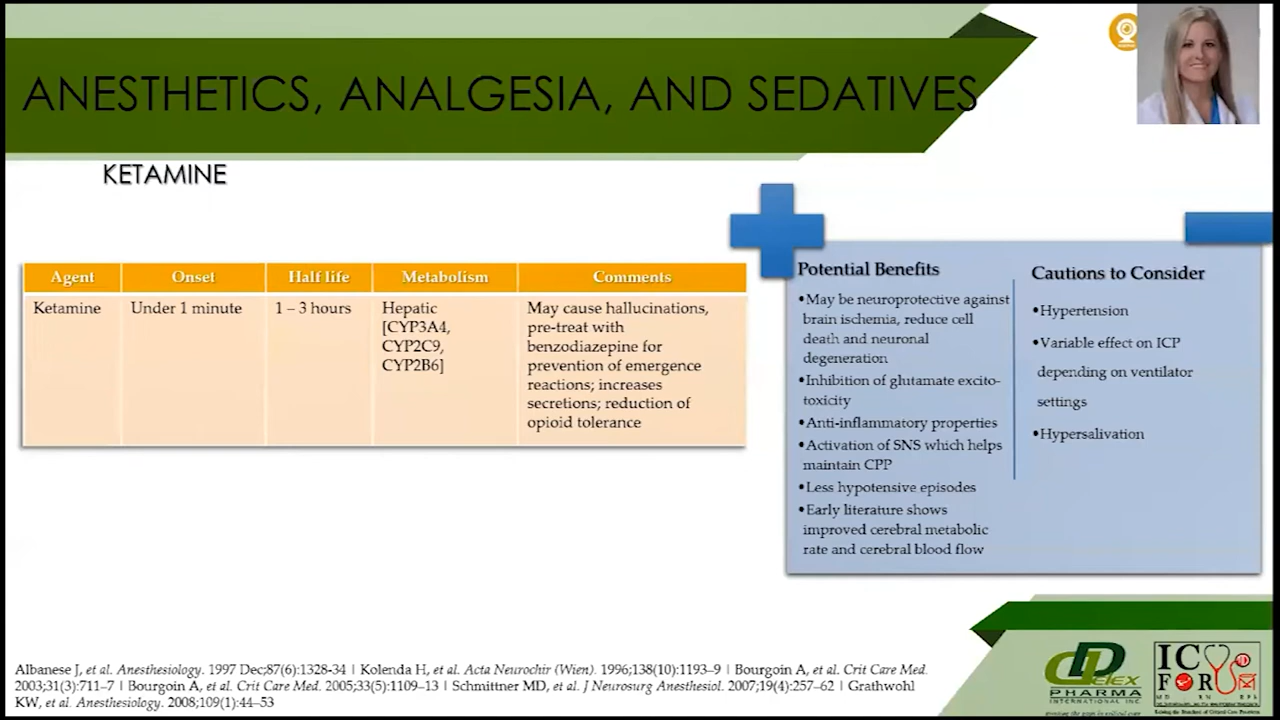 ANESTHETICS, ANALGESIA, AND SEDATIVES
KETAMINE
Agent Onset Half life Metabolism Comments
Ketamine Under 1 minute 1 – 3 hours Hepatic
[CYP3A4,
CYP2C9,
CYP2B6]
May cause hallucinations,
pre-treat with
benzodiazepine for
prevention of emergence
reactions; increases
secretions; reduction of
opioid tolerance
Potential Benefits
•May be neuroprotective against
brain ischemia, reduce cell
death and neuronal
degeneration
•Inhibition of glutamate excito-
toxicity
•Anti-inflammatory properties
•Activation of SNS which helps
maintain CPP
•Less hypotensive episodes
•Early literature shows
improved cerebral metabolic
rate and cerebral blood flow
Cautions to Consider
•Hypertension
•Variable effect on ICP
depending on ventilator
settings
•Hypersalivation
Albanese J, et al. Anesthesiology. 1997 Dec;87(6):1328-34 | Kolenda H, et al. Acta Neurochir (Wien). 1996;138(10):1193–9 | Bourgoin A, et al. Crit Care Med.
2003;31(3):711–7 | Bourgoin A, et al. Crit Care Med. 2005;33(5):1109–13 | Schmittner MD, et al. J Neurosurg Anesthesiol. 2007;19(4):257–62 | Grathwohl
KW, et al. Anesthesiology. 2008;109(1):44–53
PHARMA
INTERNATIONAL INC
IC
FOR